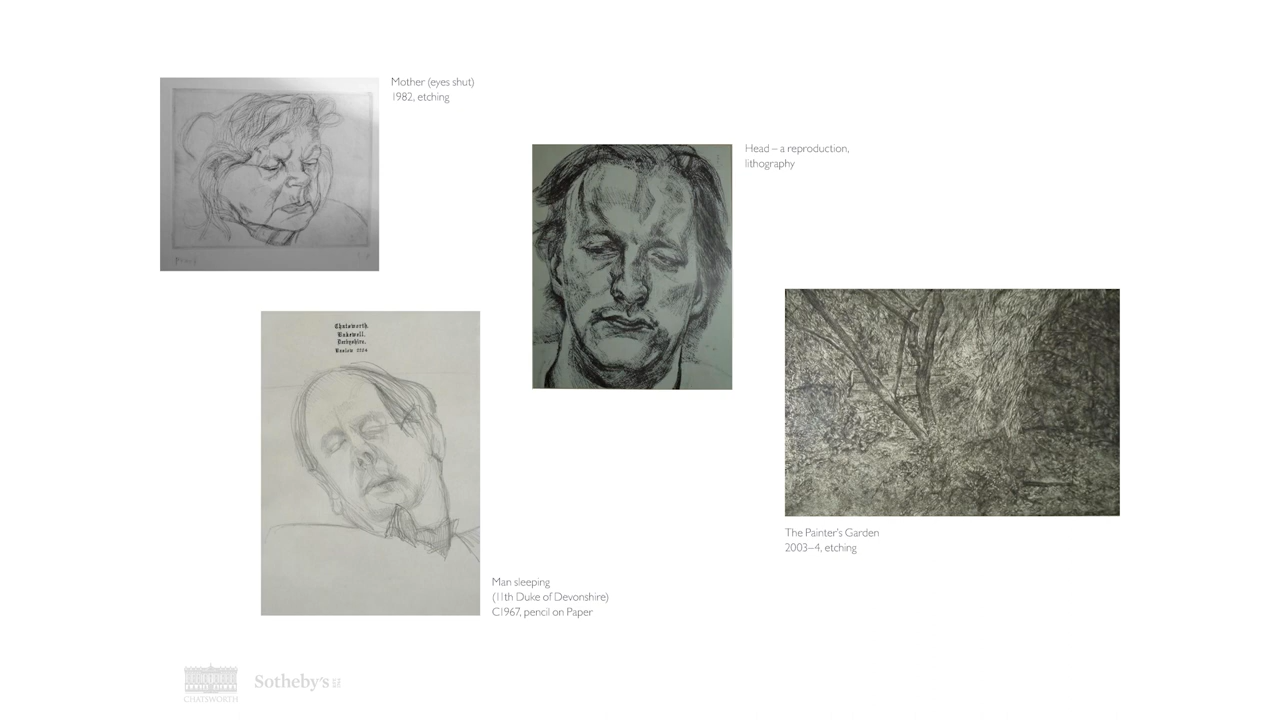 Mother (eyes shut)
1982, etching
Head – a reproduction,
lithography
Chatsworth,
Bakewell,
Derbyshire.
The Painter's Garden
2003–4, etching
Man sleeping
(11th Duke of Devonshire)
C1967, pencil on Paper
CHATSWORTH
Sotheby's